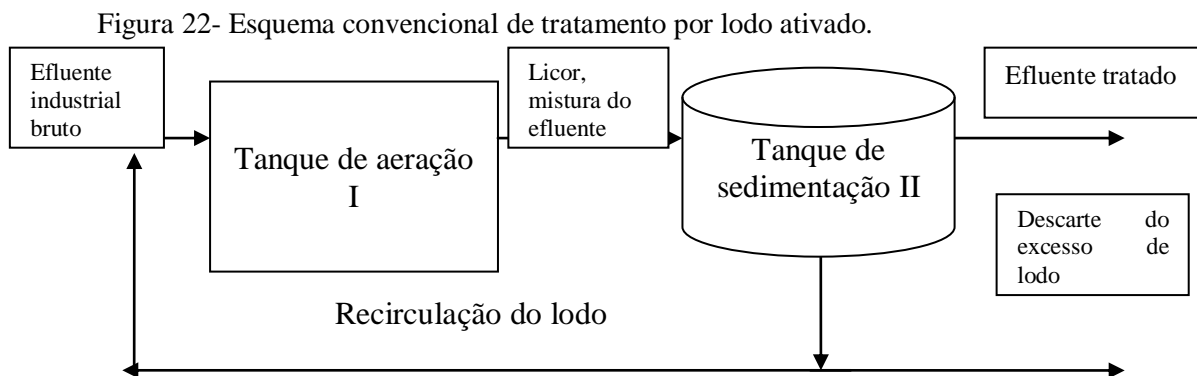 Figura 22- Esquema convencional de tratamento por lodo ativado.
Efluente
industrial
bruto
Tanque de aeração
I
Licor,
mistura do
efluente
Tanque de
sedimentação II
Efluente tratado
Descarte do
excesso de
lodo
Recirculação do lodo